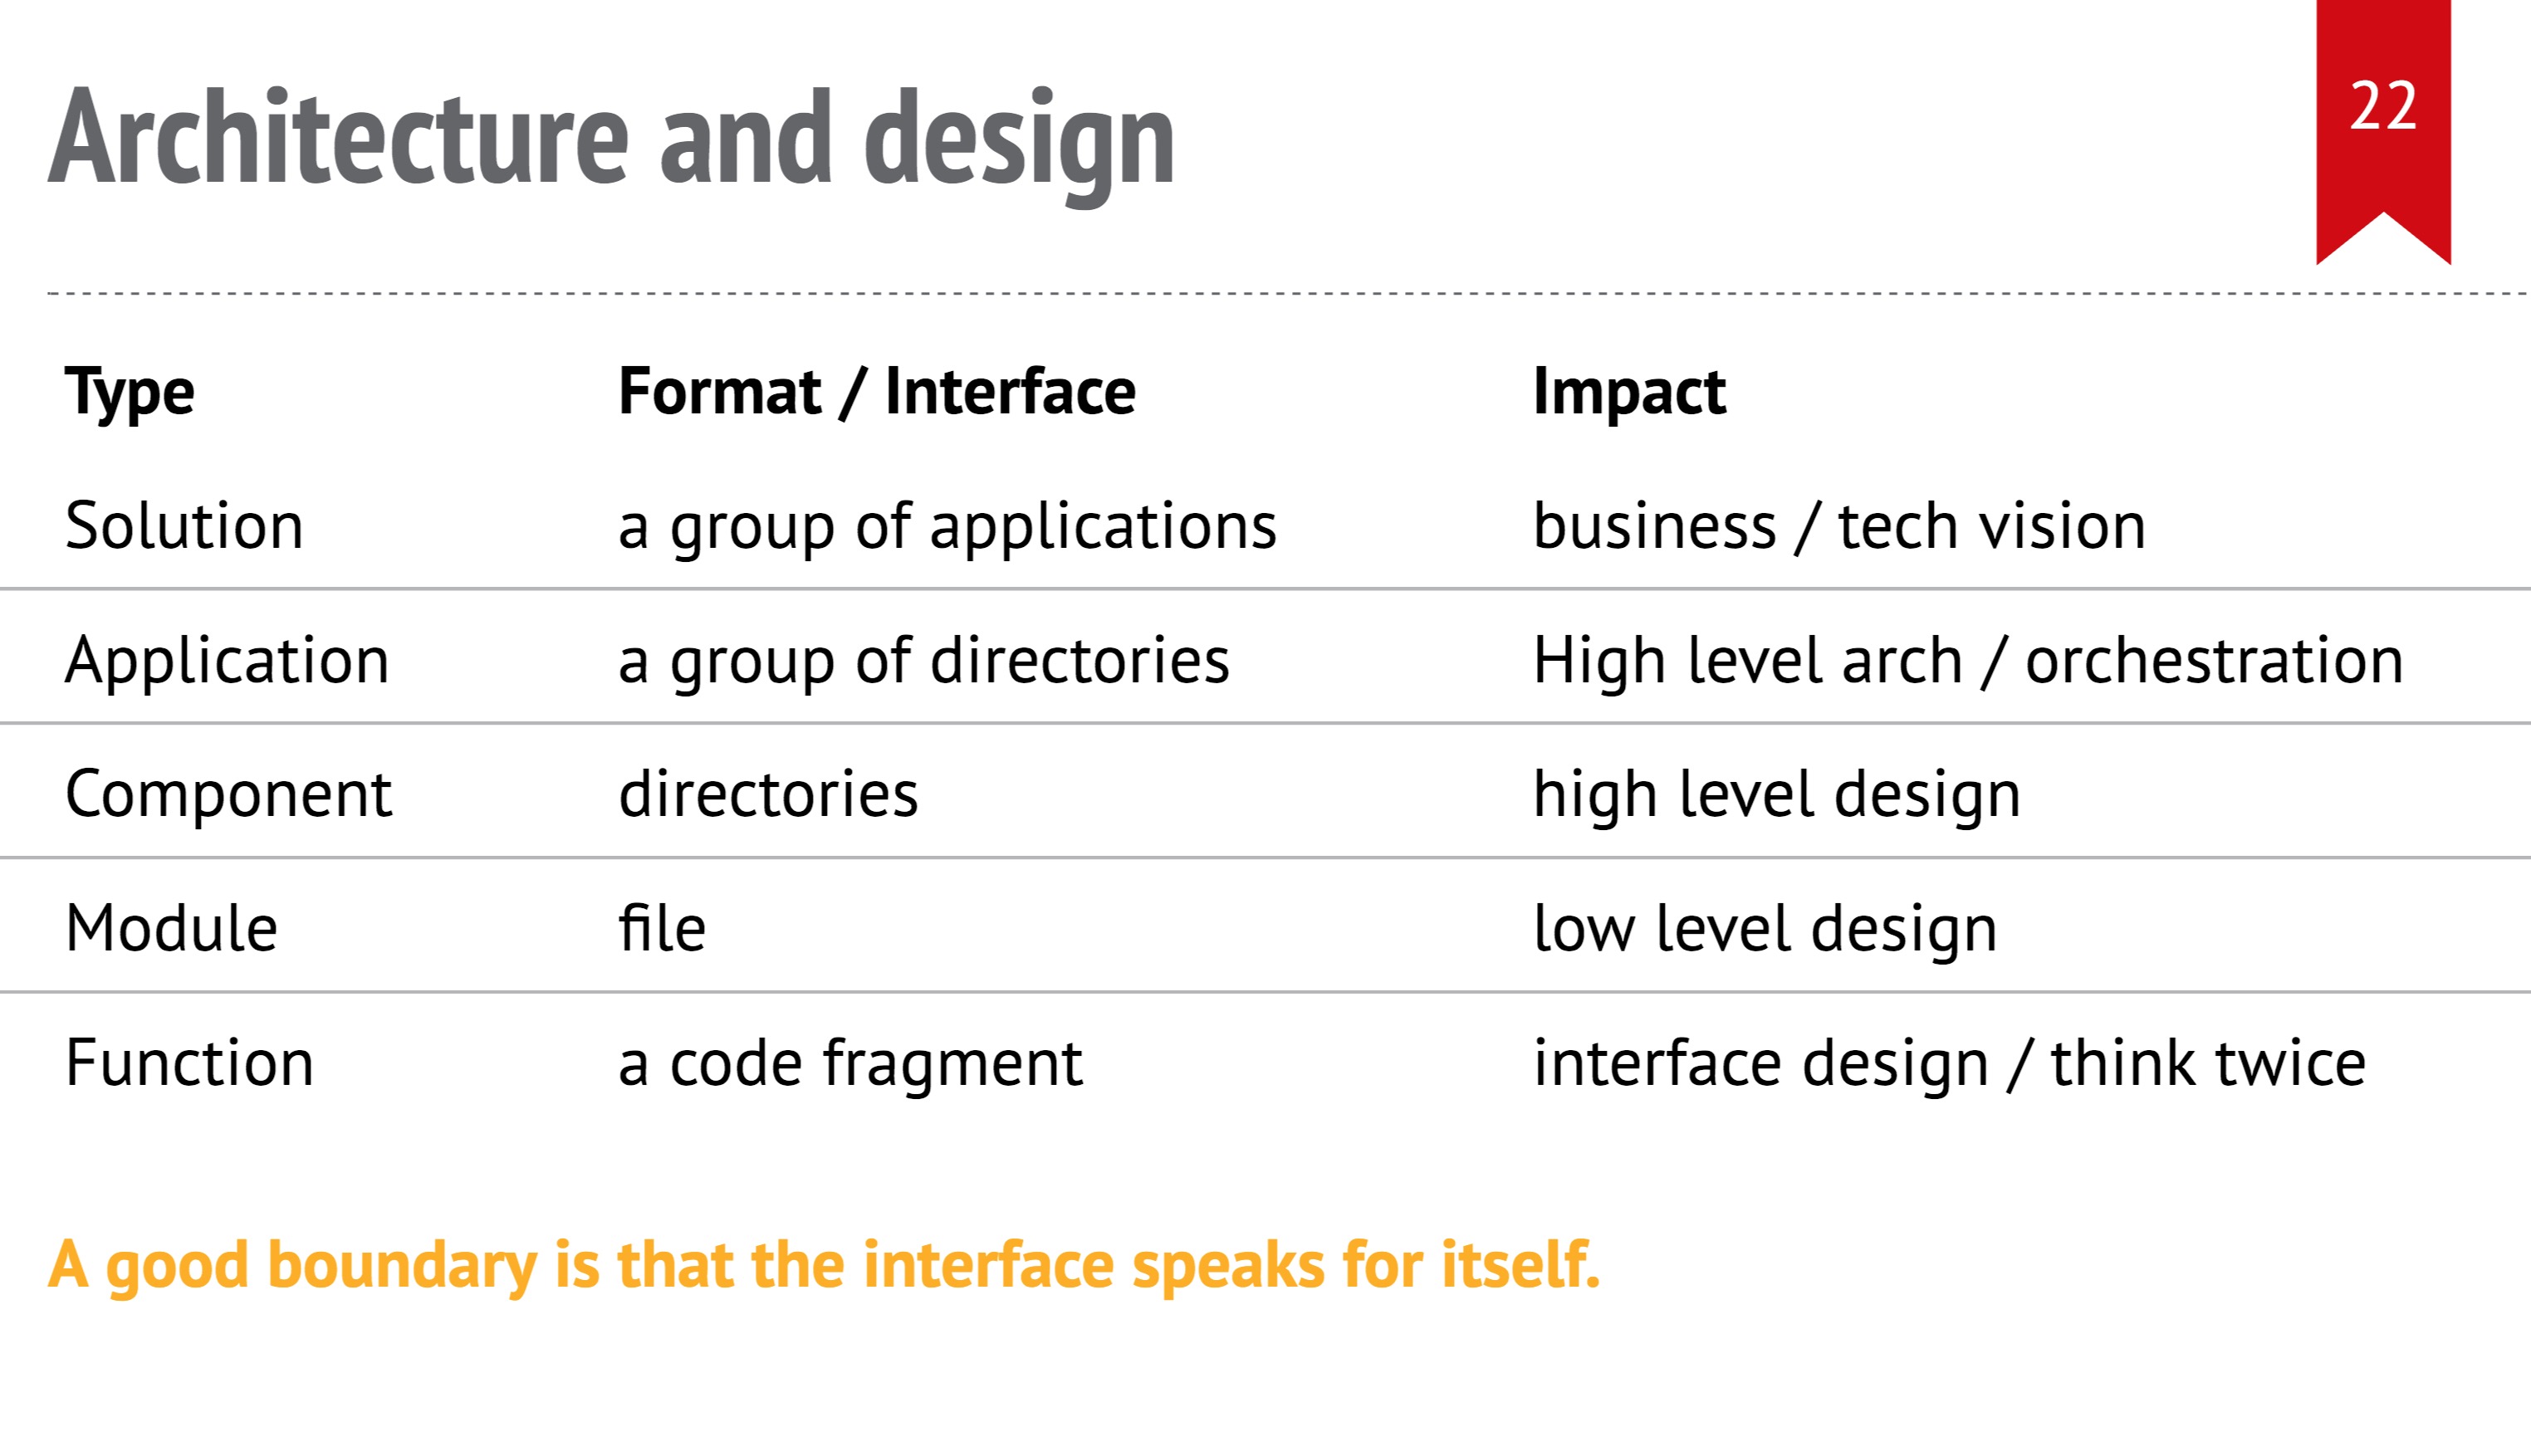 Architecture and design
22
Type Format / Interface Impact
Solution a group of applications business / tech vision
Application a group of directories High level arch / orchestration
Component directories high level design
Module file low level design
Function a code fragment interface design / think twice
A good boundary is that the interface speaks for itself.